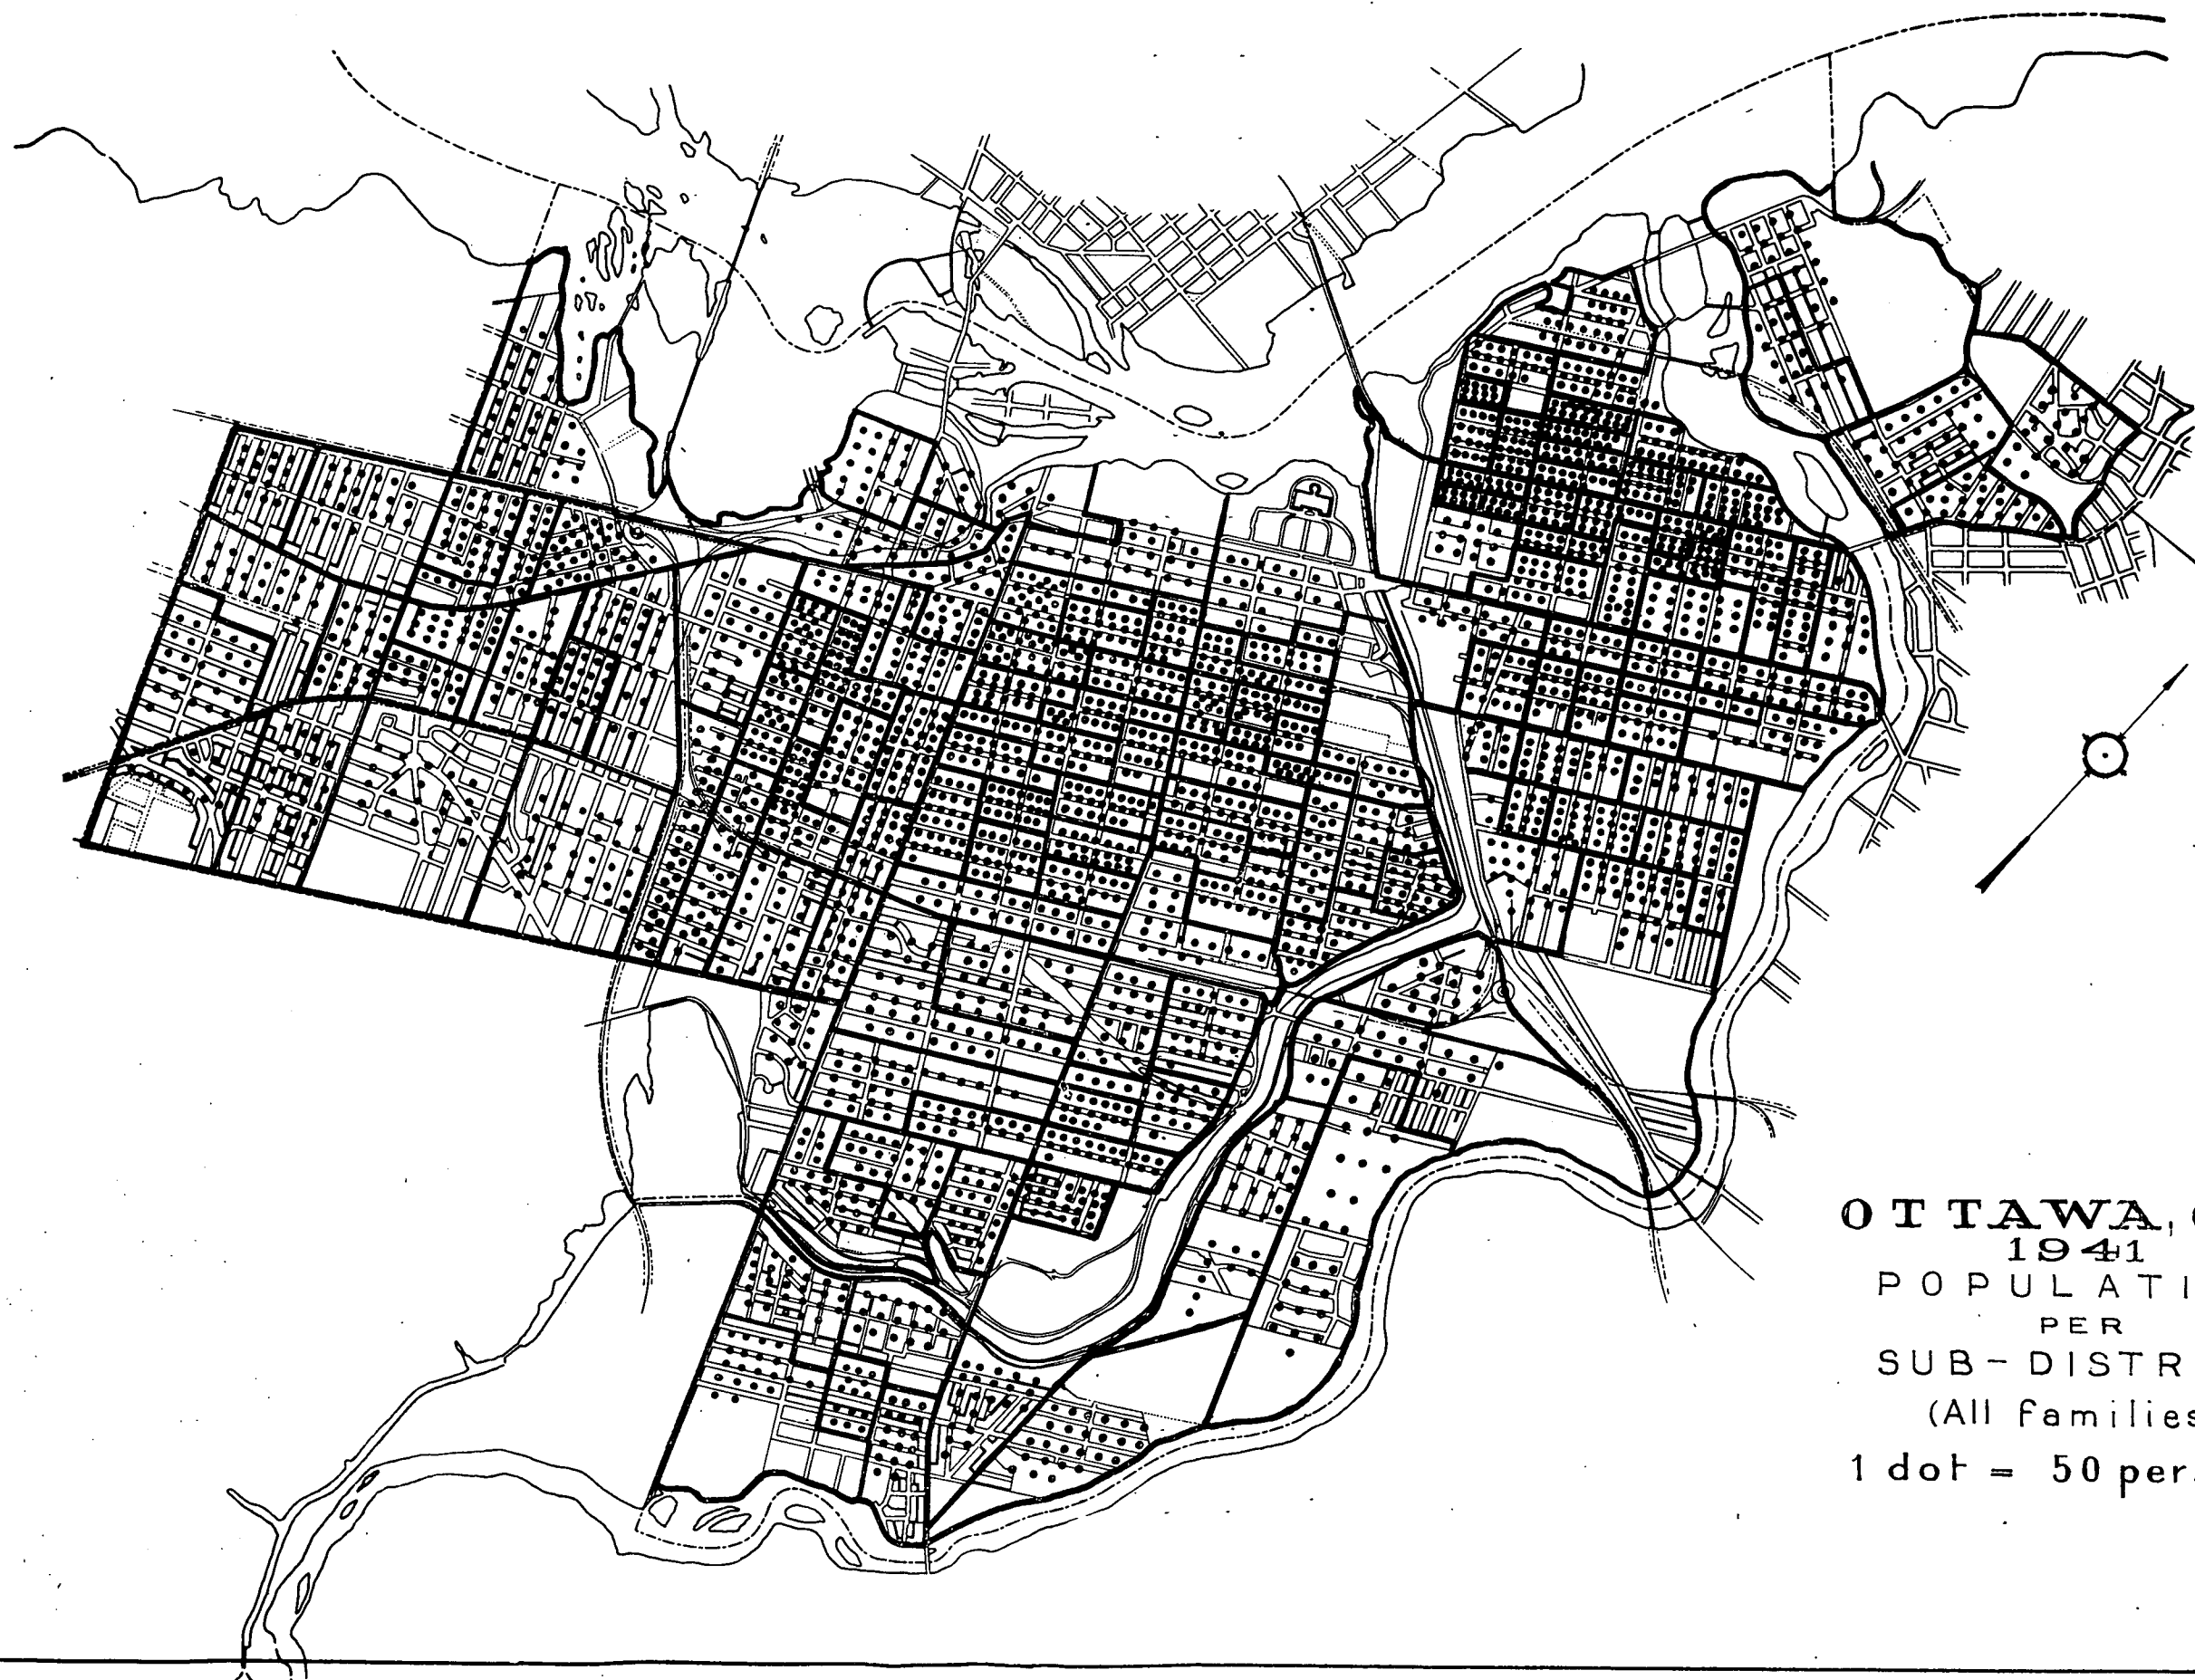 OTTAWA,
1941
POPULATI
PER
SUB-DISTR
(All families
1 dot = 50 per